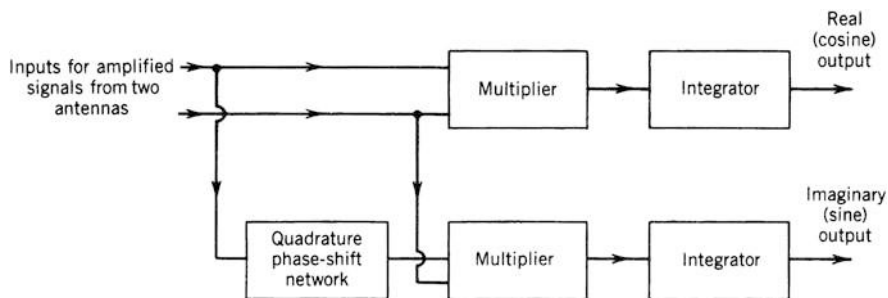 Real
(cosine)
output
Inputs for amplified
signals from two
antennas
Multiplier
Integrator
Imaginary
(sine)
output
Quadrature
phase-shift
network
Multiplier
Integrator